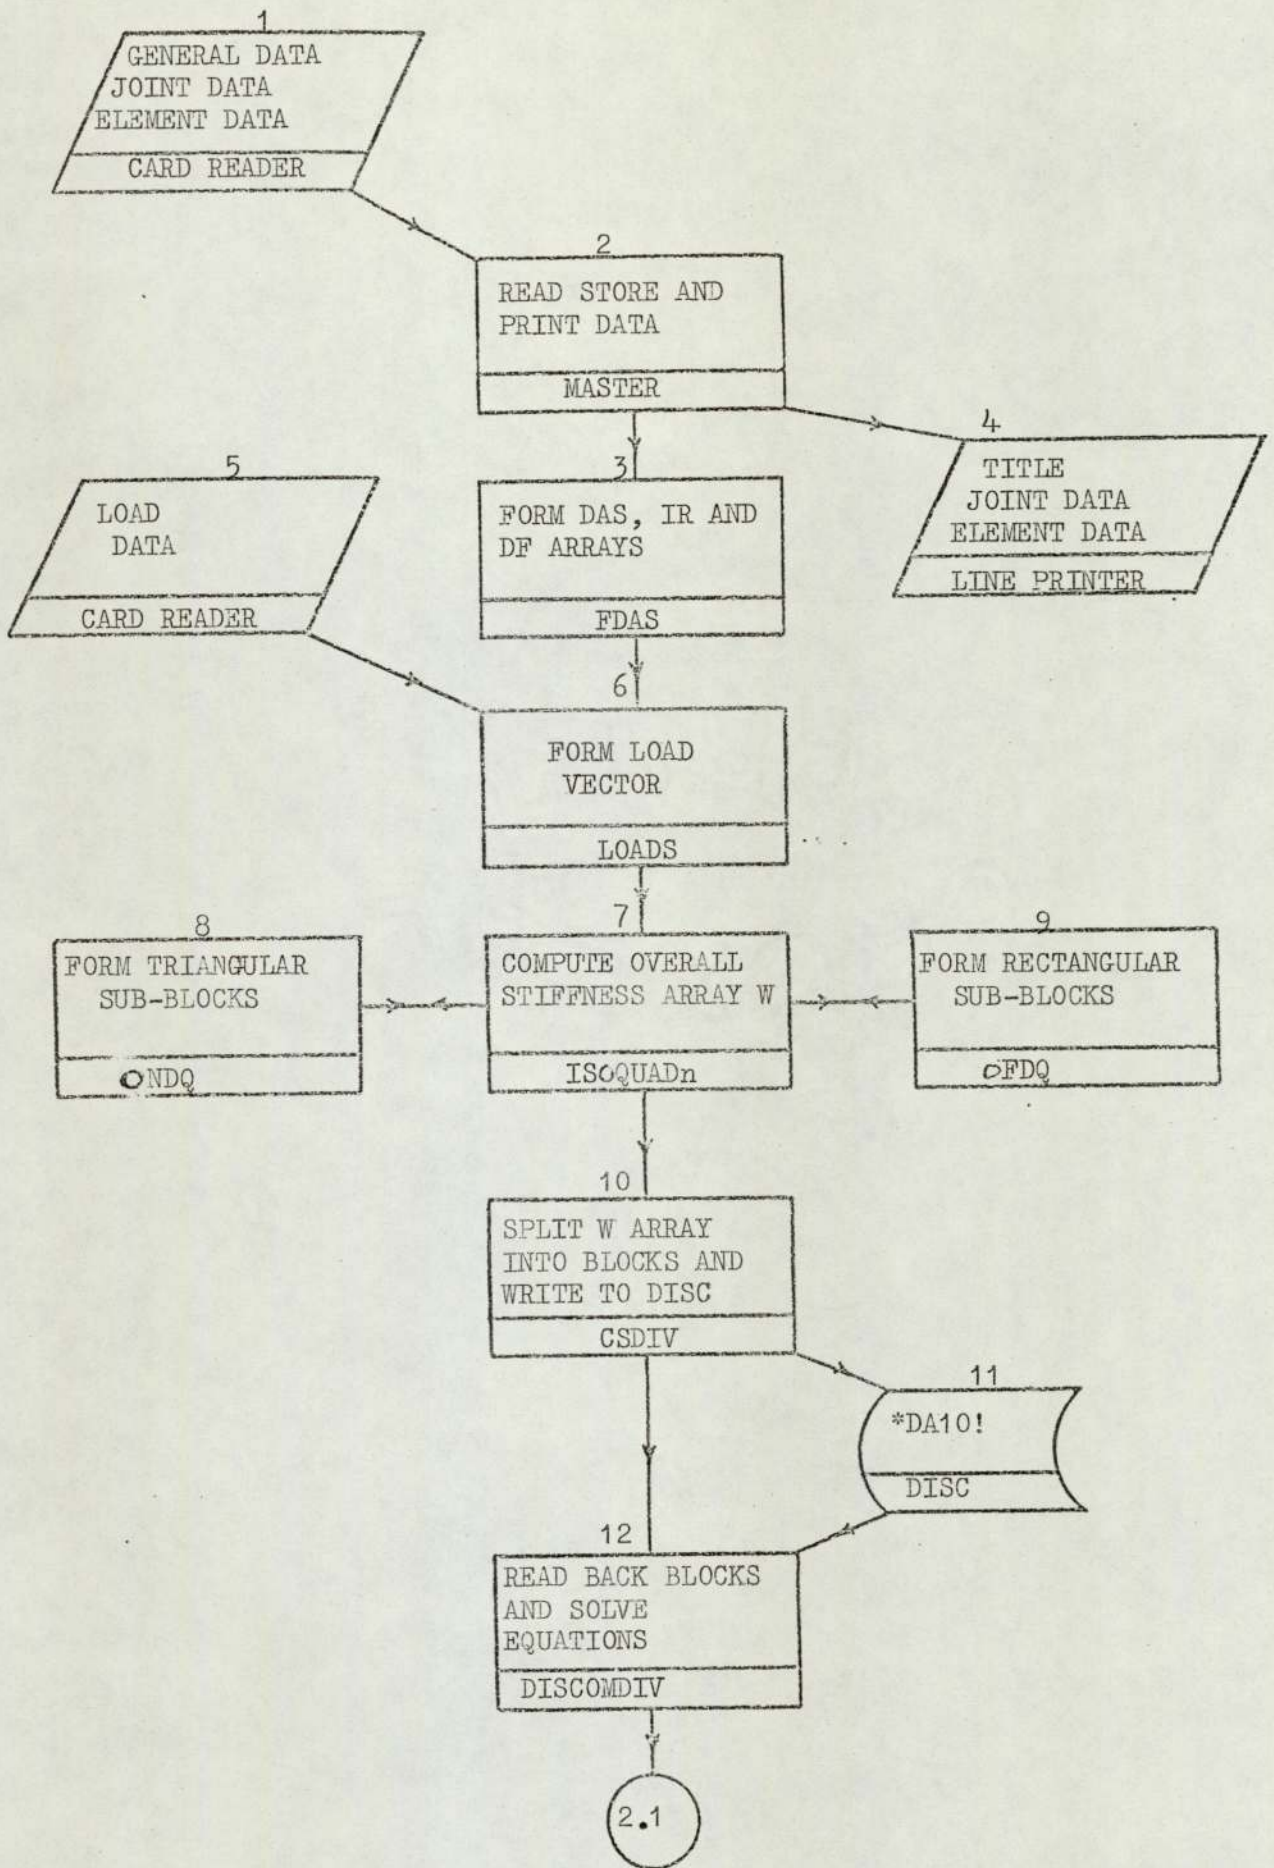 1
GENERAL DATA
JOINT DATA
ELEMENT DATA
CARD READER
2
READ STORE AND
PRINT DATA
MASTER
3
FORM DAS, IR AND
DF ARRAYS
FDAS
4
TITLE
JOINT DATA
ELEMENT DATA
LINE PRINTER
5
LOAD
DATA
CARD READER
6
FORM LOAD
VECTOR
LOADS
7
COMPUTE OVERALL
STIFFNESS ARRAY W
ISOQUADn
8
FORM TRIANGULAR
SUB-BLOCKS
ONDQ
9
FORM RECTANGULAR
SUB-BLOCKS
OFDQ
10
SPLIT W ARRAY
INTO BLOCKS AND
WRITE TO DISC
CSDIV
11
*DA10!
DISC
12
READ BACK BLOCKS
AND SOLVE
EQUATIONS
DISCOMDIV
2.1